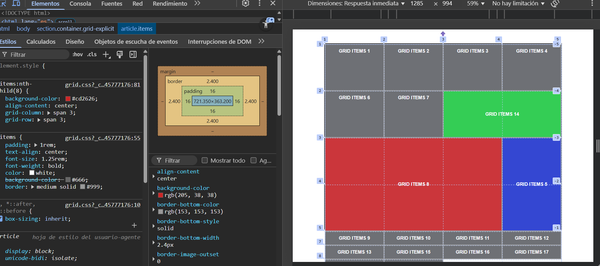 Elementos
Consola
Fuentes
Red
Rendimiento
<!DOCTYPE html>
body
section.container.grid-explicit
article.items
Estilos
Calculado
Diseño
Objetos de escucha de eventos
Interrupciones de DOM
Filtrar
:hov
.cls
element.style {
grid.css?_c.45777176:81
items:nth-
child(8) {
background-color: #cd2626;
align-content: center;
grid-column: span 3;
grid-row: span 3;
}
items {
grid.css?_c.45777176:55
padding: 1rem;
text-align: center;
font-size: 1.25rem;
font-weight: bold;
color: white;
background-color: #666;
border: medium solid #999;
}
*, *::after,
grid.css?_c.45777176:10
::before {
box-sizing: inherit;
}
article
hoja de estilo del usuario-agente
display: block;
unicode-bidi: isolate;
margin
border
2.400
padding
16
2.400
16
721.350×363.200
16
2.400
16
2.400
Filtrar
Mostrar todo
Ag...
align-content
center
background-color
rgb(205, 38, 38)
border-bottom-color
rgb(153, 153, 153)
border-bottom-style
solid
border-bottom-width
2.4px
border-image-outset
0
Dimensiones: Respuesta inmediata
1285
×
994
59%
No hay limitación
GRID ITEMS 1
GRID ITEMS 2
GRID ITEMS 3
GRID ITEMS 4
GRID ITEMS 6
GRID ITEMS 7
GRID ITEMS 14
GRID ITEMS 8
GRID ITEMS 5
GRID ITEMS 9
GRID ITEMS 10
GRID ITEMS 11
GRID ITEMS 12
GRID ITEMS 13
GRID ITEMS 15
GRID ITEMS 16
GRID ITEMS 17